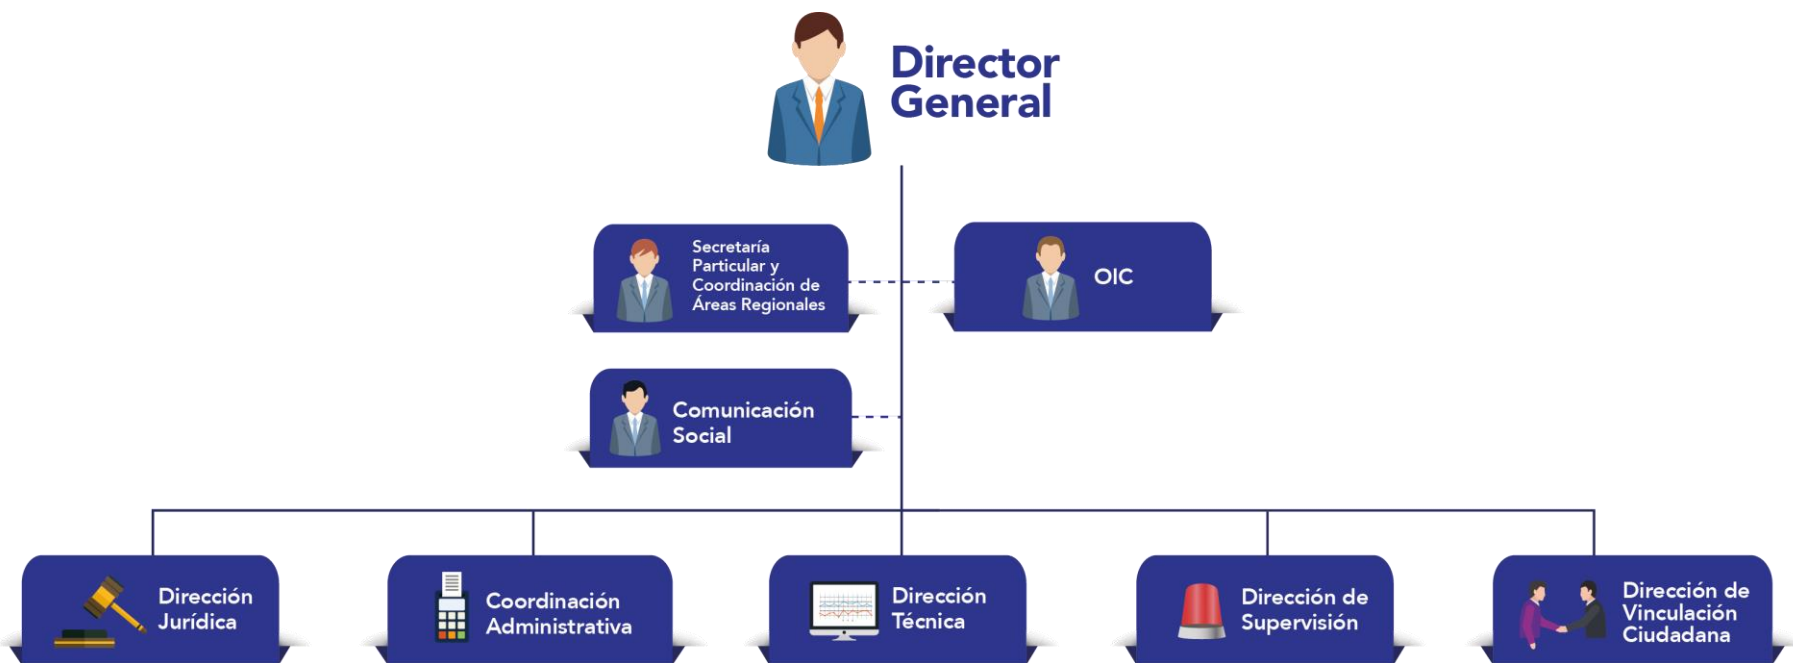 Director
General
Secretaría
Particular y
Coordinación de
Áreas Regionales
OIC
Comunicación
Social
Dirección
Jurídica
Coordinación
Administrativa
Dirección
Técnica
Dirección de
Supervisión
Dirección de
Vinculación
Ciudadana